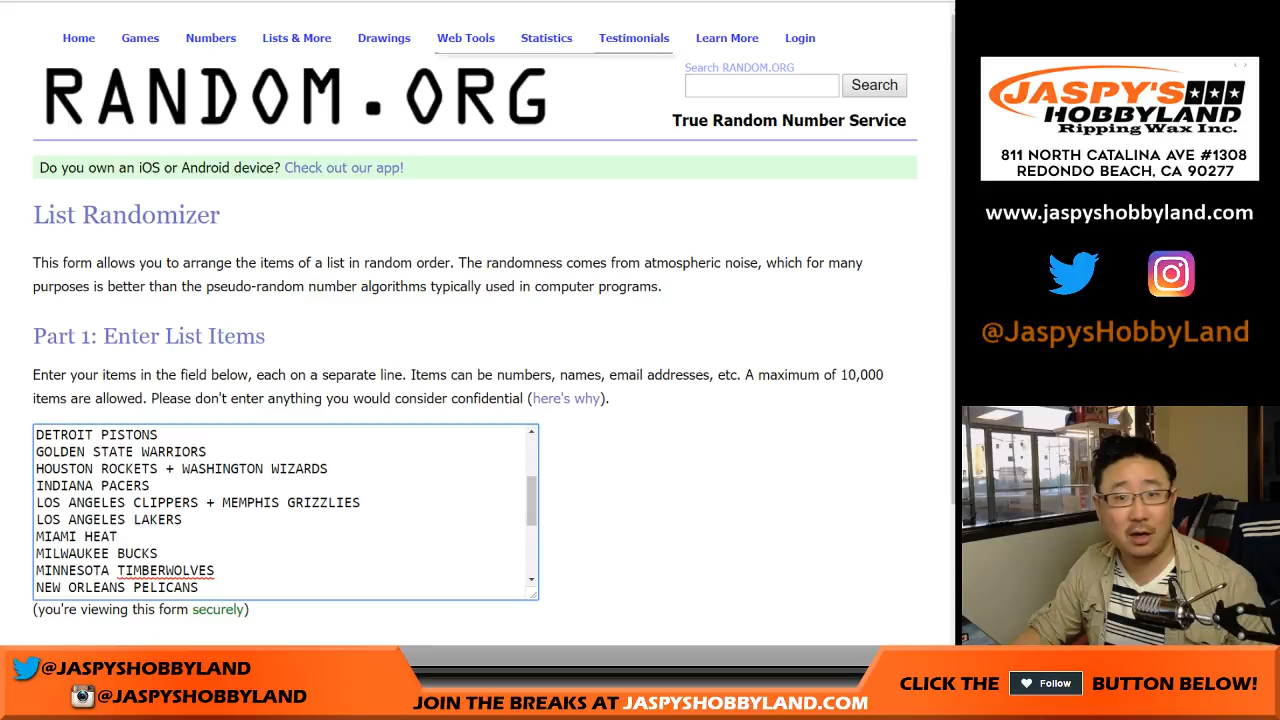 Home Games Numbers Lists & More Drawings Web Tools Statistics Testimonials Learn More Login
RANDOM.ORG
Search RANDOM.ORG
Search
True Random Number Service
Do you own an iOS or Android device? Check out our app!
List Randomizer
This form allows you to arrange the items of a list in random order. The randomness comes from atmospheric noise, which for many
purposes is better than the pseudo-random number algorithms typically used in computer programs.
Part 1: Enter List Items
Enter your items in the field below, each on a separate line. Items can be numbers, names, email addresses, etc. A maximum of 10,000
items are allowed. Please don't enter anything you would consider confidential (here's why).
DETROIT PISTONS
GOLDEN STATE WARRIORS
HOUSTON ROCKETS + WASHINGTON WIZARDS
INDIANA PACERS
LOS ANGELES CLIPPERS + MEMPHIS GRIZZLIES
LOS ANGELES LAKERS
MIAMI HEAT
MILWAUKEE BUCKS
MINNESOTA TIMBERWOLVES
NEW ORLEANS PELICANS
(you're viewing this form securely)
JASPY'S
HOBBYLAND
Ripping Wax Inc.
811 NORTH CATALINA AVE #1308
REDONDO BEACH, CA 90277
www.jaspyshobbyland.com
@JaspysHobbyLand
@JASPYSHOBBYLAND
@JASPYSHOBBYLAND
JOIN THE BREAKS AT JASPYSHOBBYLAND.COM
CLICK THE Follow BUTTON BELOW!